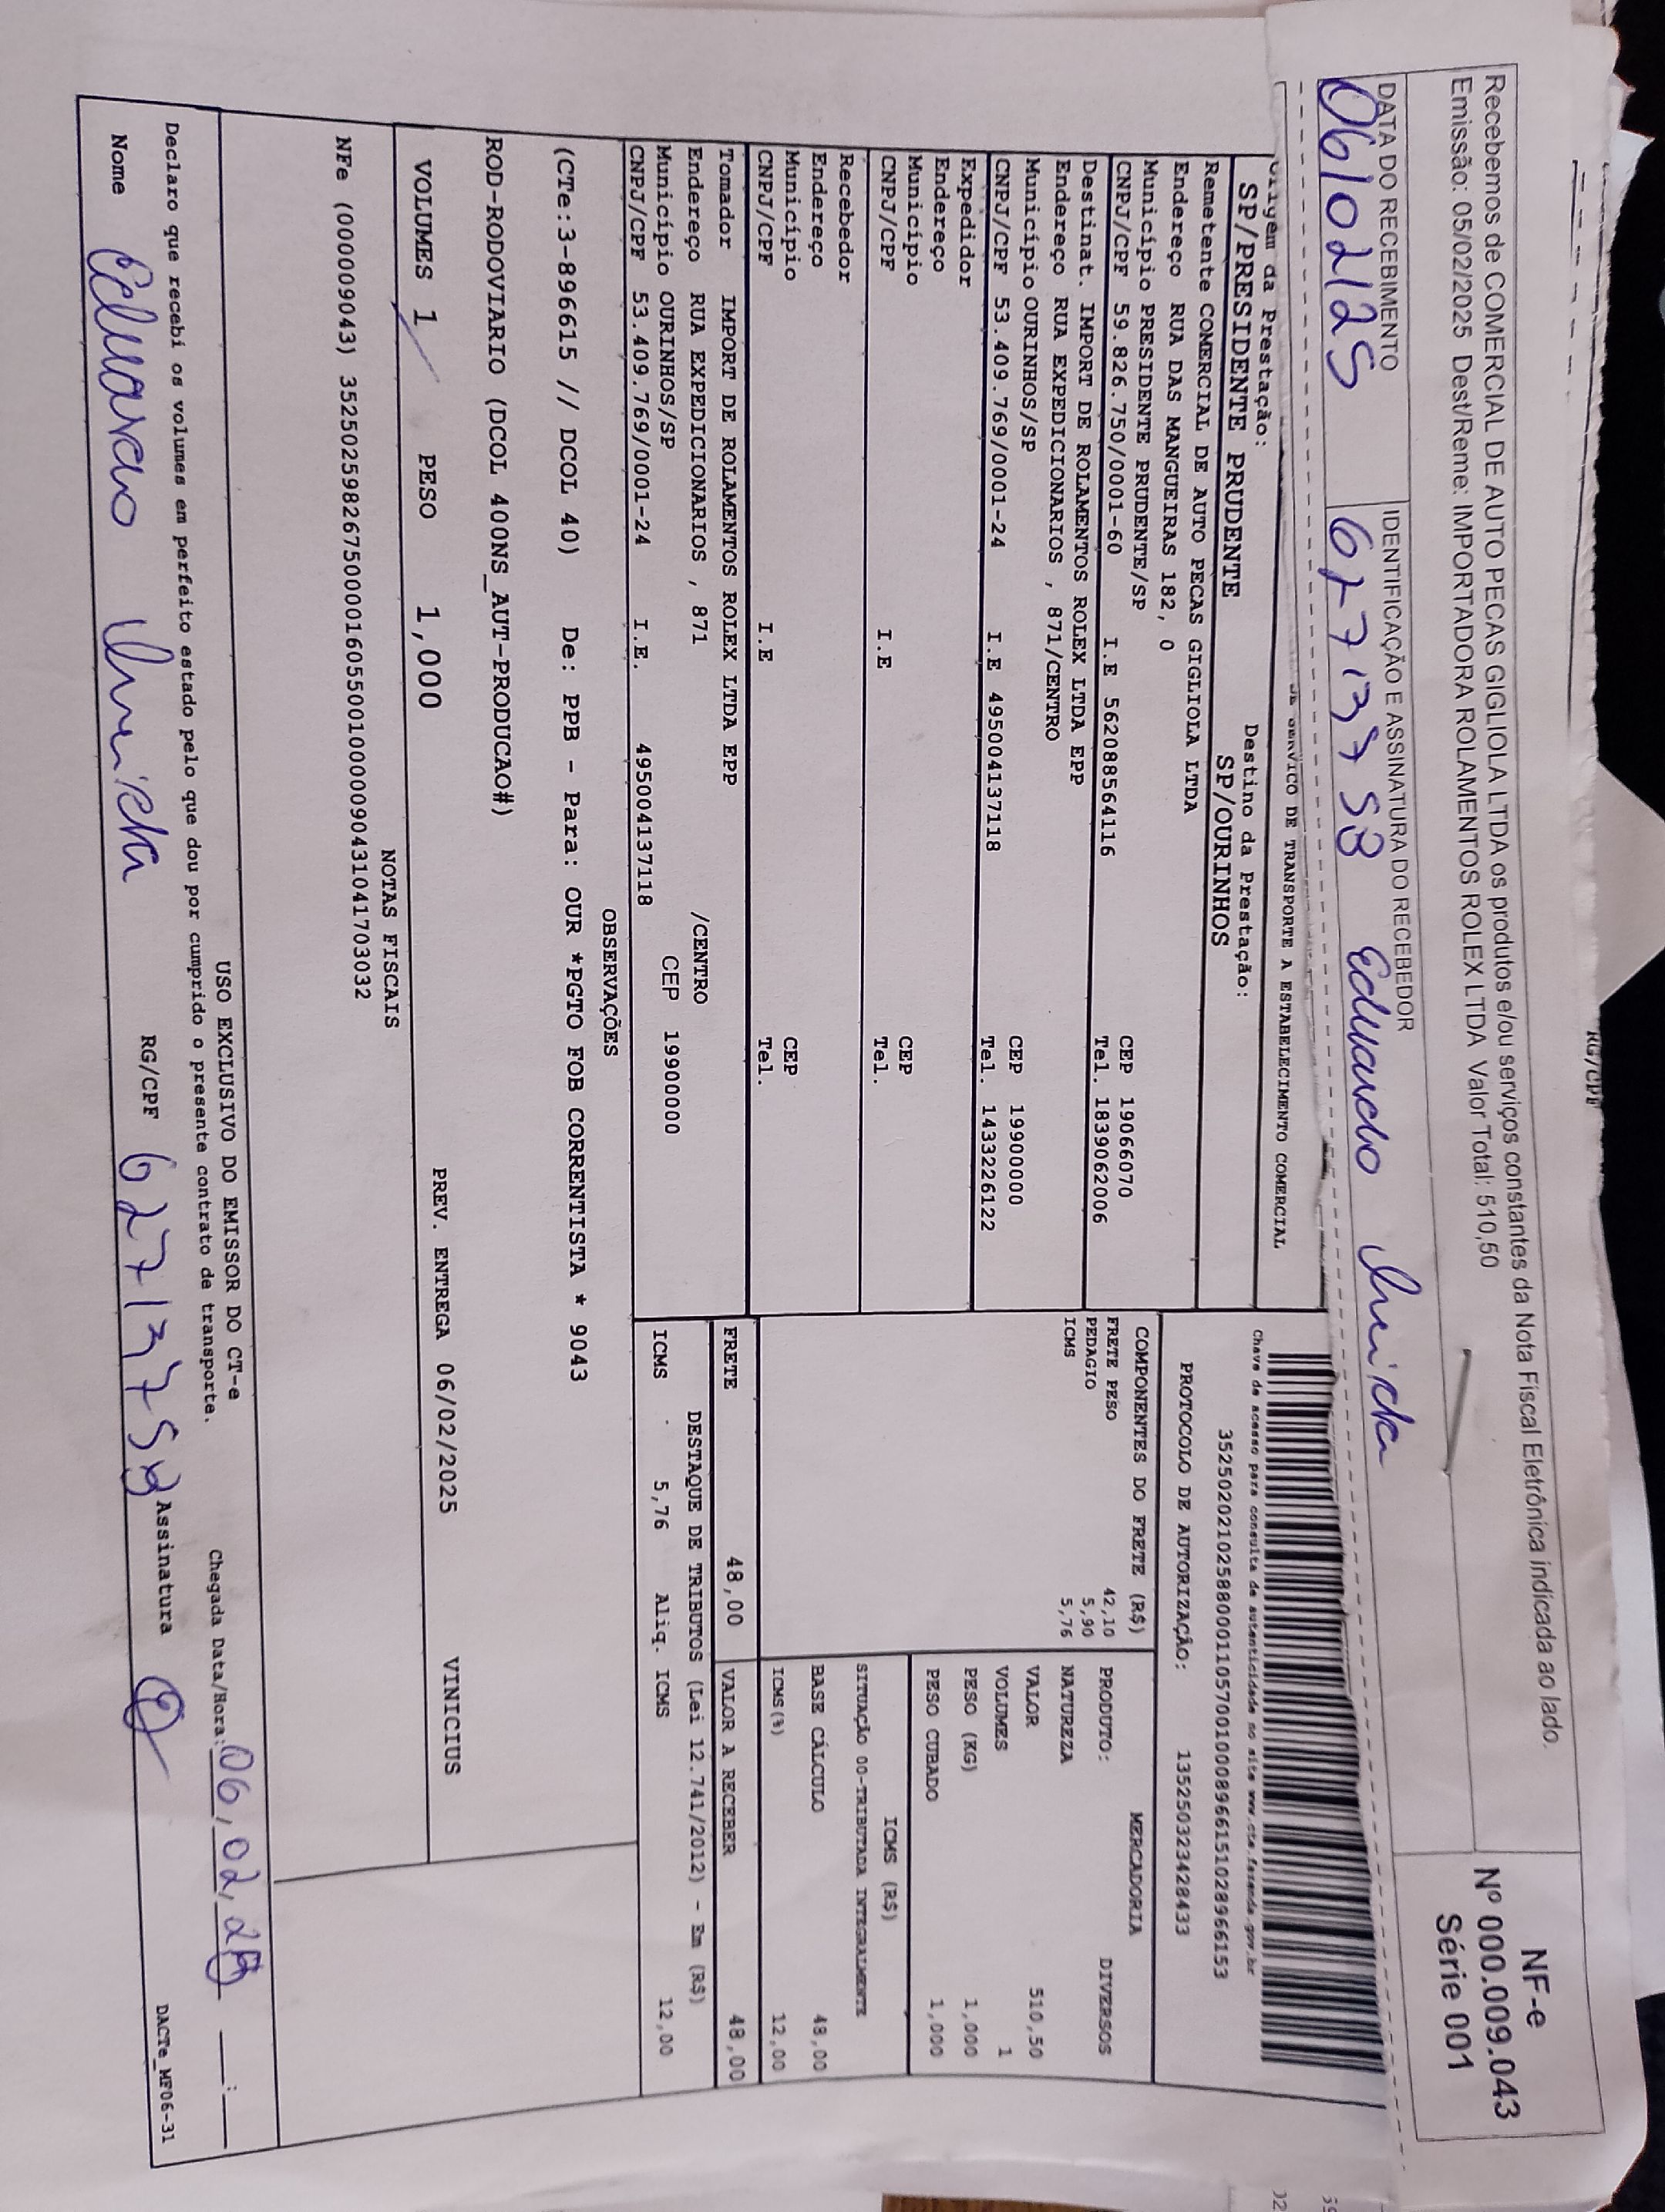 RG/CPF
Recebemos de COMERCIAL DE AUTO PECAS GIGLIOLA LTDA os produtos e/ou serviços constantes da Nota Fiscal Eletrônica indicada ao lado.
Emissão: 05/02/2025 Dest/Reme: IMPORTADORA ROLAMENTOS ROLEX LTDA Valor Total: 510,50
NF-e
Nº 000.009.043
Série 001
DATA DO RECEBIMENTO
06/02/25
IDENTIFICAÇÃO E ASSINATURA DO RECEBEDOR
Eduardo
SERVICO DE TRANSPORTE A ESTABELECIMENTO COMERCIAL
Chave de acesso para consulta de autenticidade no site www.cte.fazenda.gov.br
35250202102588000110570010008966151028966153
PROTOCOLO DE AUTORIZAÇÃO: 135250323428433
Origem da Prestação:
SP/PRESIDENTE PRUDENTE
Destino da Prestação:
SP/OURINHOS
Remetente COMERCIAL DE AUTO PECAS GIGLIOLA LTDA
Endereço RUA DAS MANGUEIRAS 182, 0
Município PRESIDENTE PRUDENTE/SP CEP 19066070
CNPJ/CPF 59.826.750/0001-60 I.E 562088564116 Tel. 1839062006
Destinat. IMPORT DE ROLAMENTOS ROLEX LTDA EPP
Endereço RUA EXPEDICIONARIOS , 871/CENTRO
Município OURINHOS/SP CEP 19900000
CNPJ/CPF 53.409.769/0001-24 I.E 495004137118 Tel. 1433226122
Expedidor
Endereço
Município CEP
CNPJ/CPF I.E Tel.
Recebedor
Endereço
Município CEP
CNPJ/CPF I.E Tel.
Tomador IMPORT DE ROLAMENTOS ROLEX LTDA EPP
Endereço RUA EXPEDICIONARIOS , 871 /CENTRO
Município OURINHOS/SP CEP 19900000
CNPJ/CPF 53.409.769/0001-24 I.E. 495004137118
COMPONENTES DO FRETE (R$)
FRETE PESO 42,10
PEDAGIO 5,90
ICMS 5,76
MERCADORIA
PRODUTO: DIVERSOS
NATUREZA
VALOR 510,50
VOLUMES 1
PESO (KG) 1,000
PESO CUBADO 1,000
ICMS (R$)
SITUAÇÃO 00-TRIBUTADA INTEGRALMENTE
BASE CÁLCULO 48,00
ICMS(%) 12,00
FRETE 48,00
VALOR A RECEBER 48,00
DESTAQUE DE TRIBUTOS (Lei 12.741/2012) - Em (R$)
ICMS 5,76 Aliq. ICMS 12,00
OBSERVAÇÕES
(CTe:3-896615 // DCOL 40) De: PPB - Para: OUR *PGTO FOB CORRENTISTA * 9043
ROD-RODOVIARIO (DCOL 400NS_AUT-PRODUCAO#)
VOLUMES 1 PESO 1,000 PREV. ENTREGA 06/02/2025 VINICIUS
NOTAS FISCAIS
NFe (000009043) 35250259826750000160550010000090431041703032
USO EXCLUSIVO DO EMISSOR DO CT-e
Declaro que recebi os volumes em perfeito estado pelo que dou por cumprido o presente contrato de transporte.
Chegada Data/Hora: 06/02/25
Nome Eduardo RG/CPF Assinatura
DACTe_MF06-31